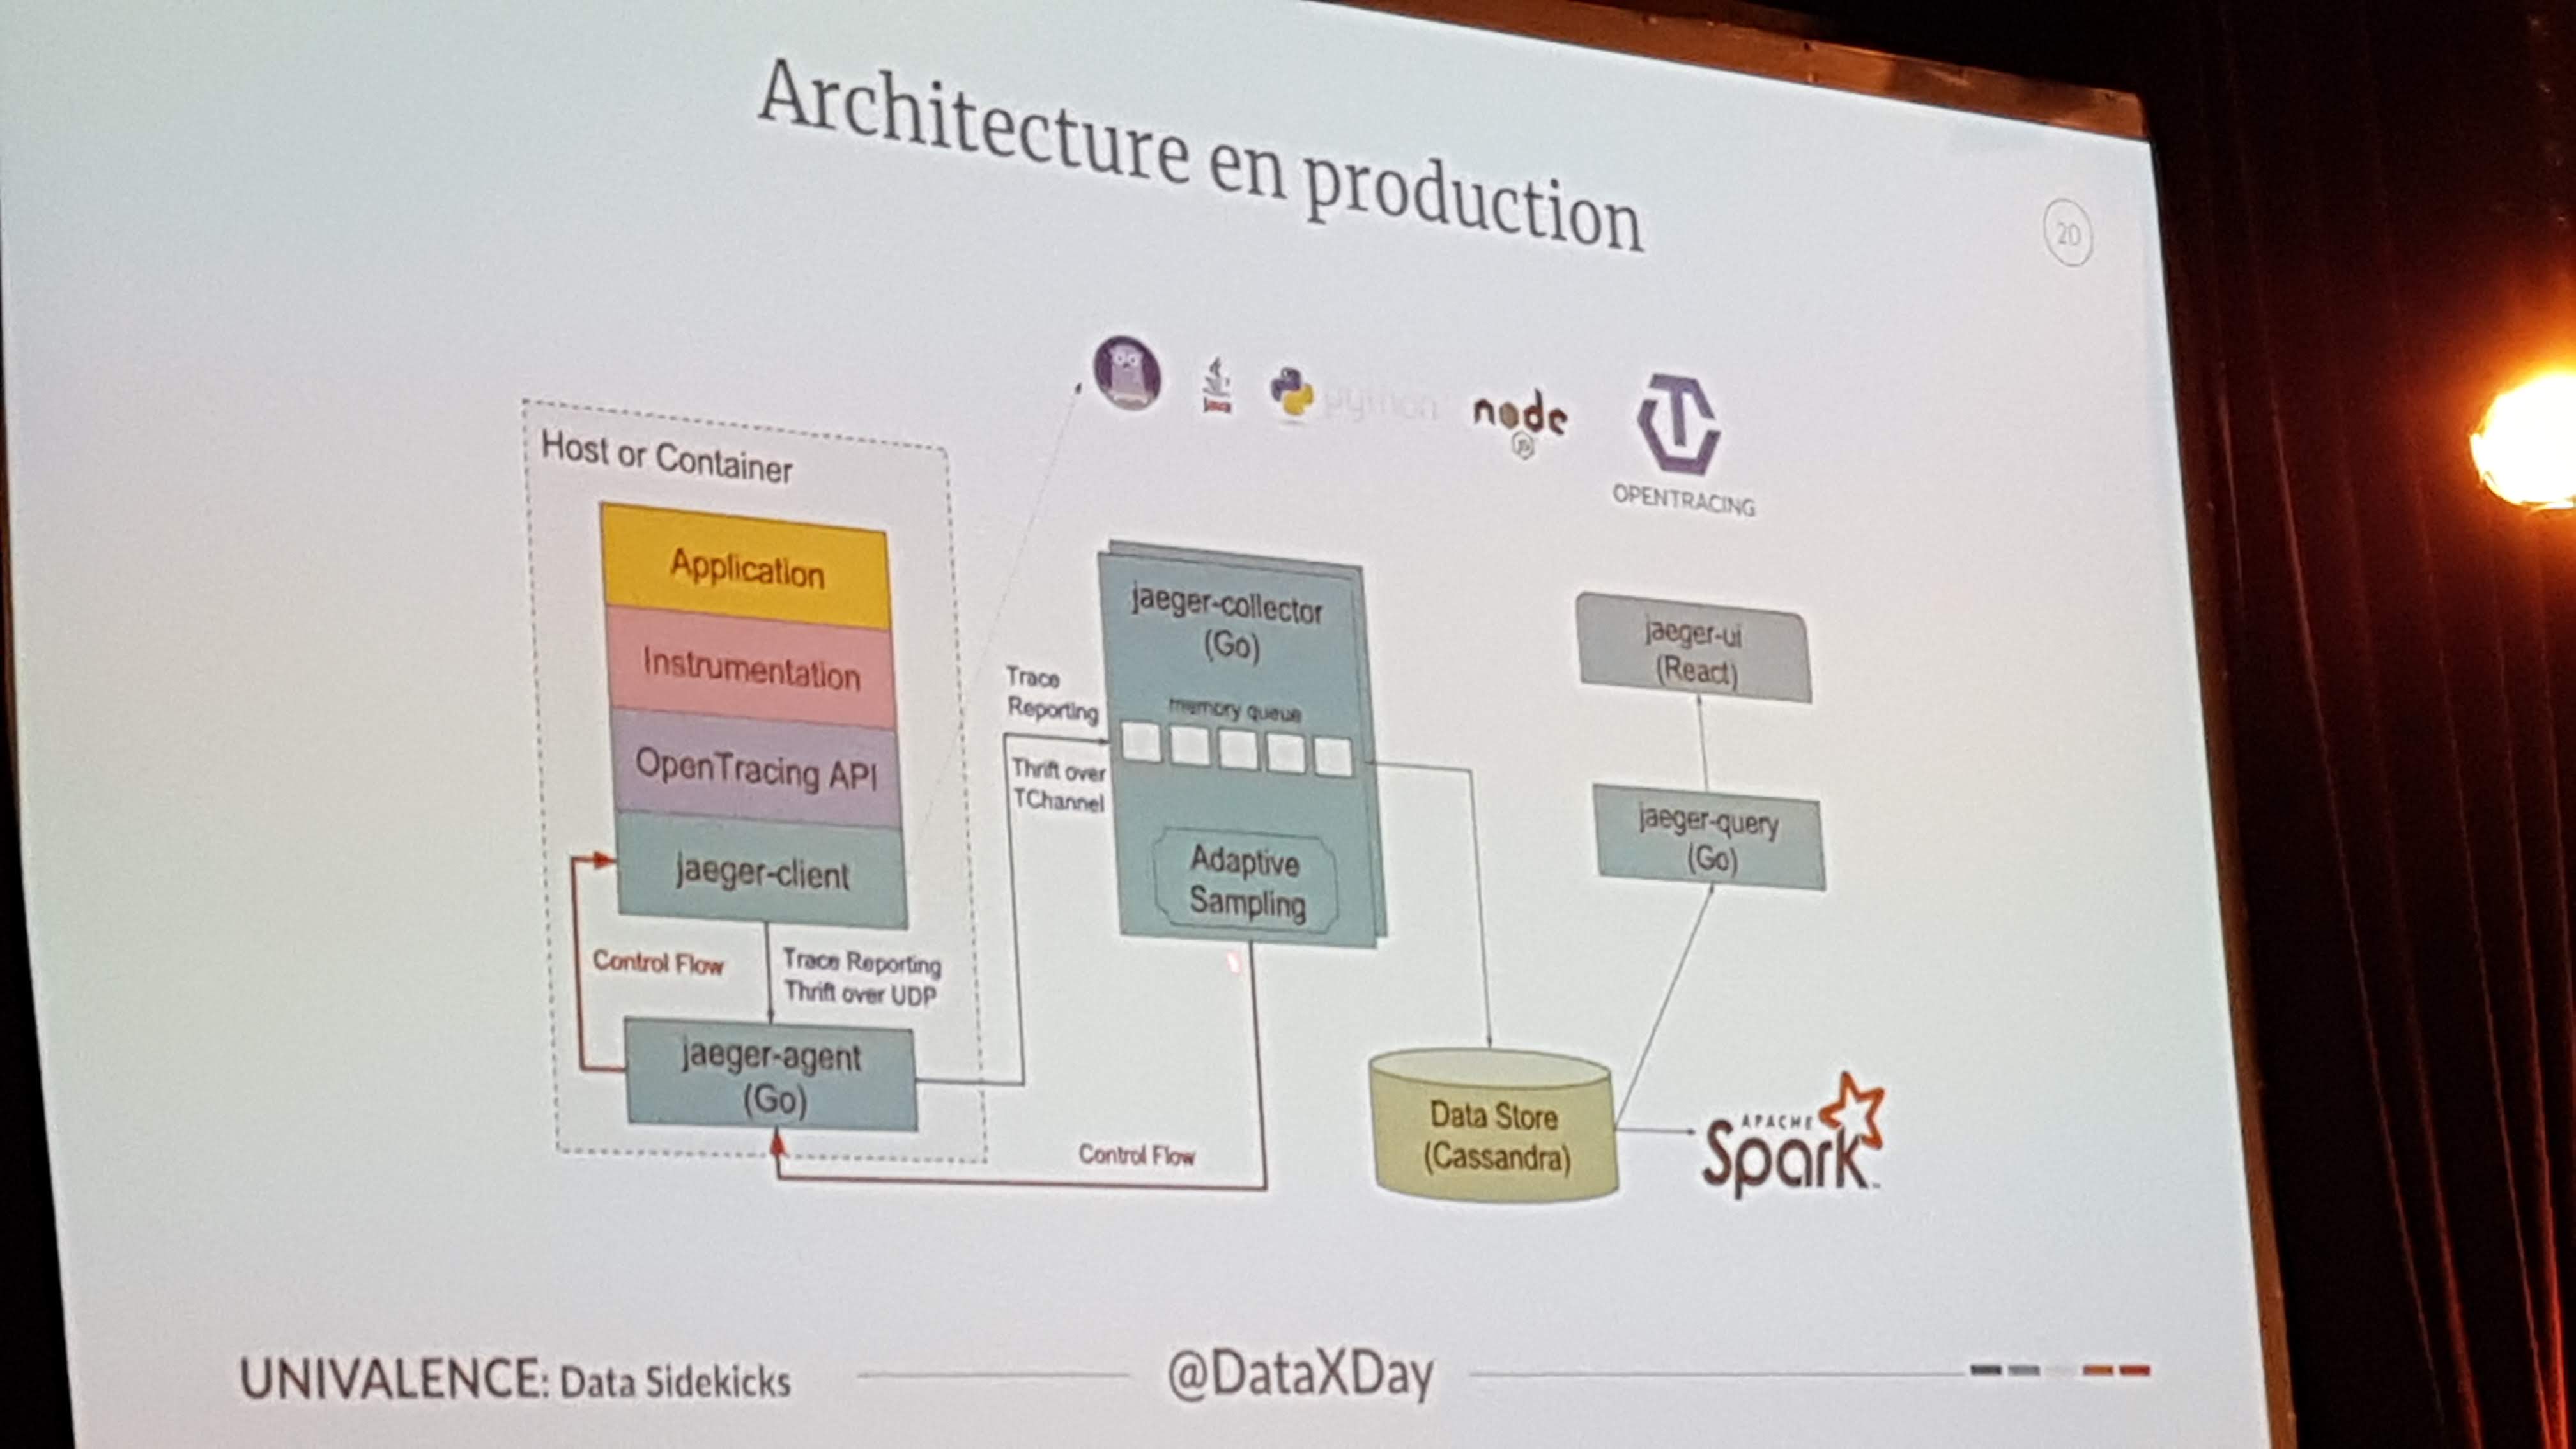 Architecture en production
20
java
python
node
JS
OPENTRACING
Host or Container
Application
Instrumentation
OpenTracing API
jaeger-client
Control Flow
Trace Reporting
Thrift over UDP
jaeger-agent
(Go)
Trace
Reporting
Thrift over
TChannel
jaeger-collector
(Go)
memory queue
Adaptive
Sampling
Control Flow
jaeger-ui
(React)
jaeger-query
(Go)
Data Store
(Cassandra)
APACHE
Spark
UNIVALENCE: Data Sidekicks
@DataXDay